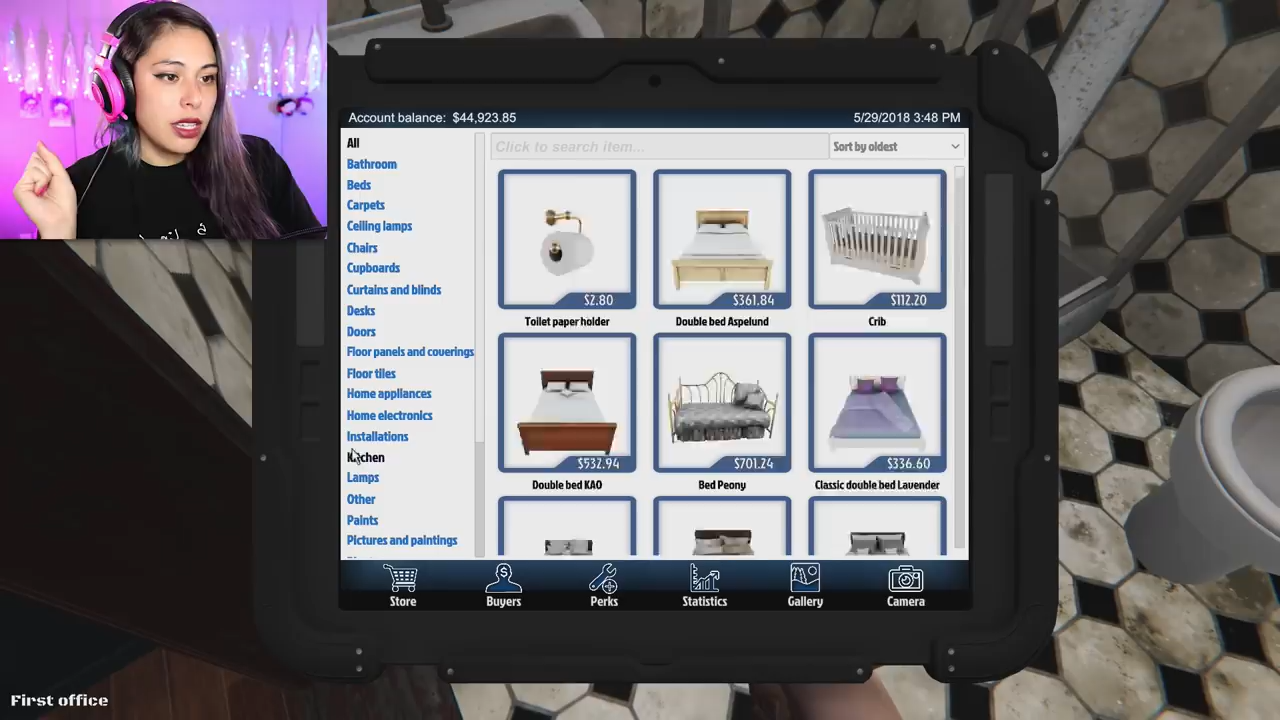 Account balance: $44,923.85
5/29/2018 3:48 PM
All
Bathroom
Beds
Carpets
Ceiling lamps
Chairs
Cupboards
Curtains and blinds
Desks
Doors
Floor panels and coverings
Floor tiles
Home appliances
Home electronics
Installations
Kitchen
Lamps
Other
Paints
Pictures and paintings
Click to search item...
Sort by oldest
$2.80
$361.84
$112.20
Toilet paper holder
Double bed Aspelund
Crib
$532.94
$701.24
$336.60
Double bed KAO
Bed Peony
Classic double bed Lavender
Store
Buyers
Perks
Statistics
Gallery
Camera
First office